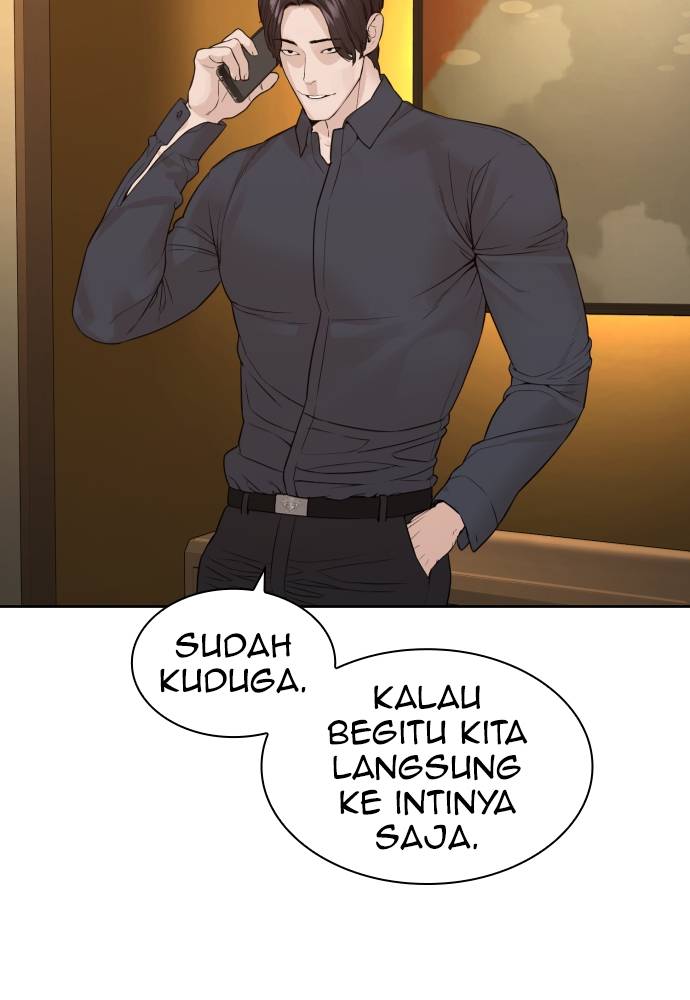 SUDAH
KUDUGA.
KALAU
BEGITU KITA
LANGSUNG
KE INTINYA
SAJA.